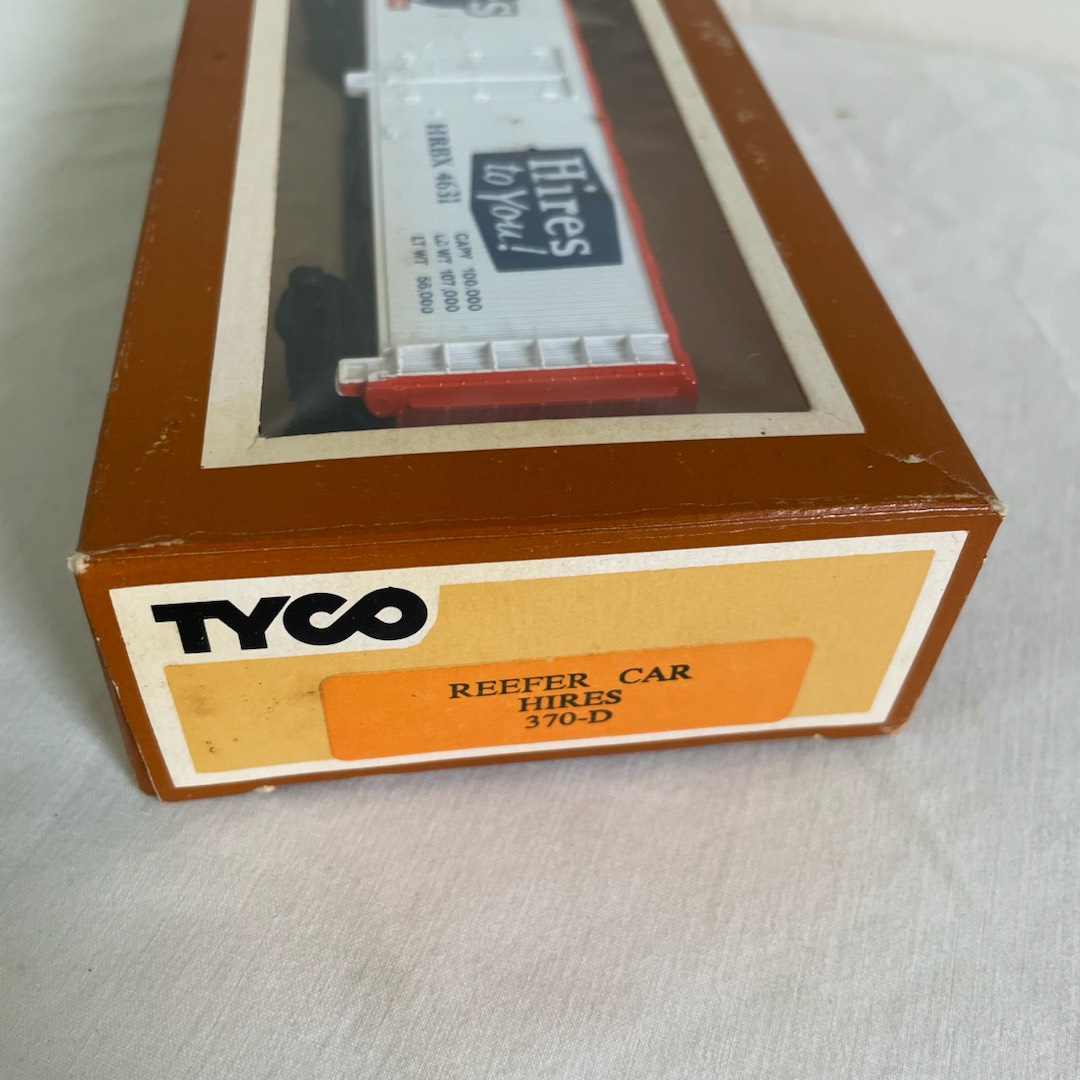 Hires
to You!
HRBX 4631
CAPY 100.000
LD WT 107.000
LT WT 56.000
TYCO
REEFER CAR
HIRES
370-D